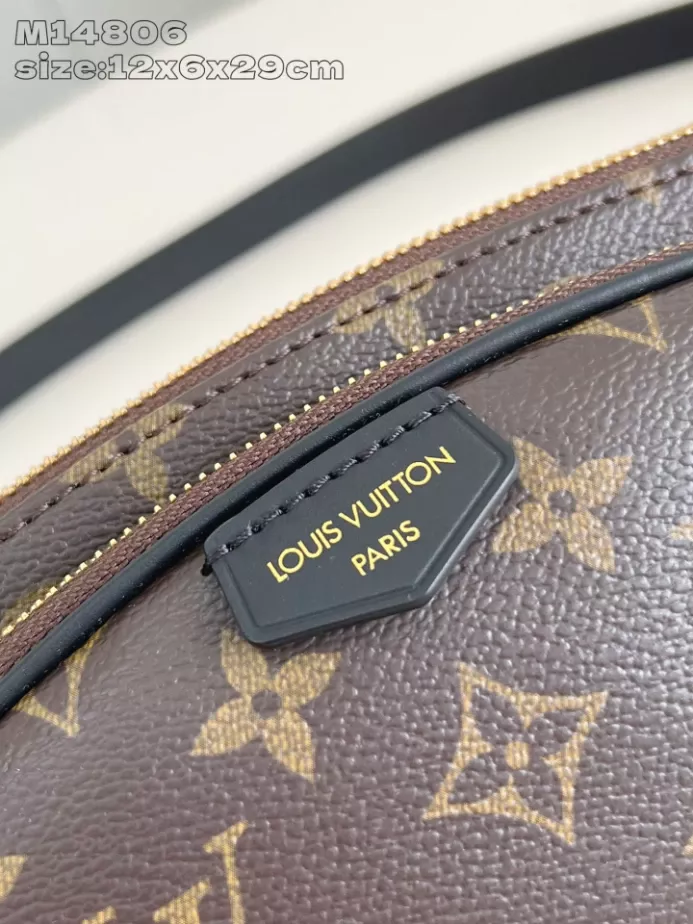 M14806
size:12x6x29cm
LOUIS VUITTON
PARIS